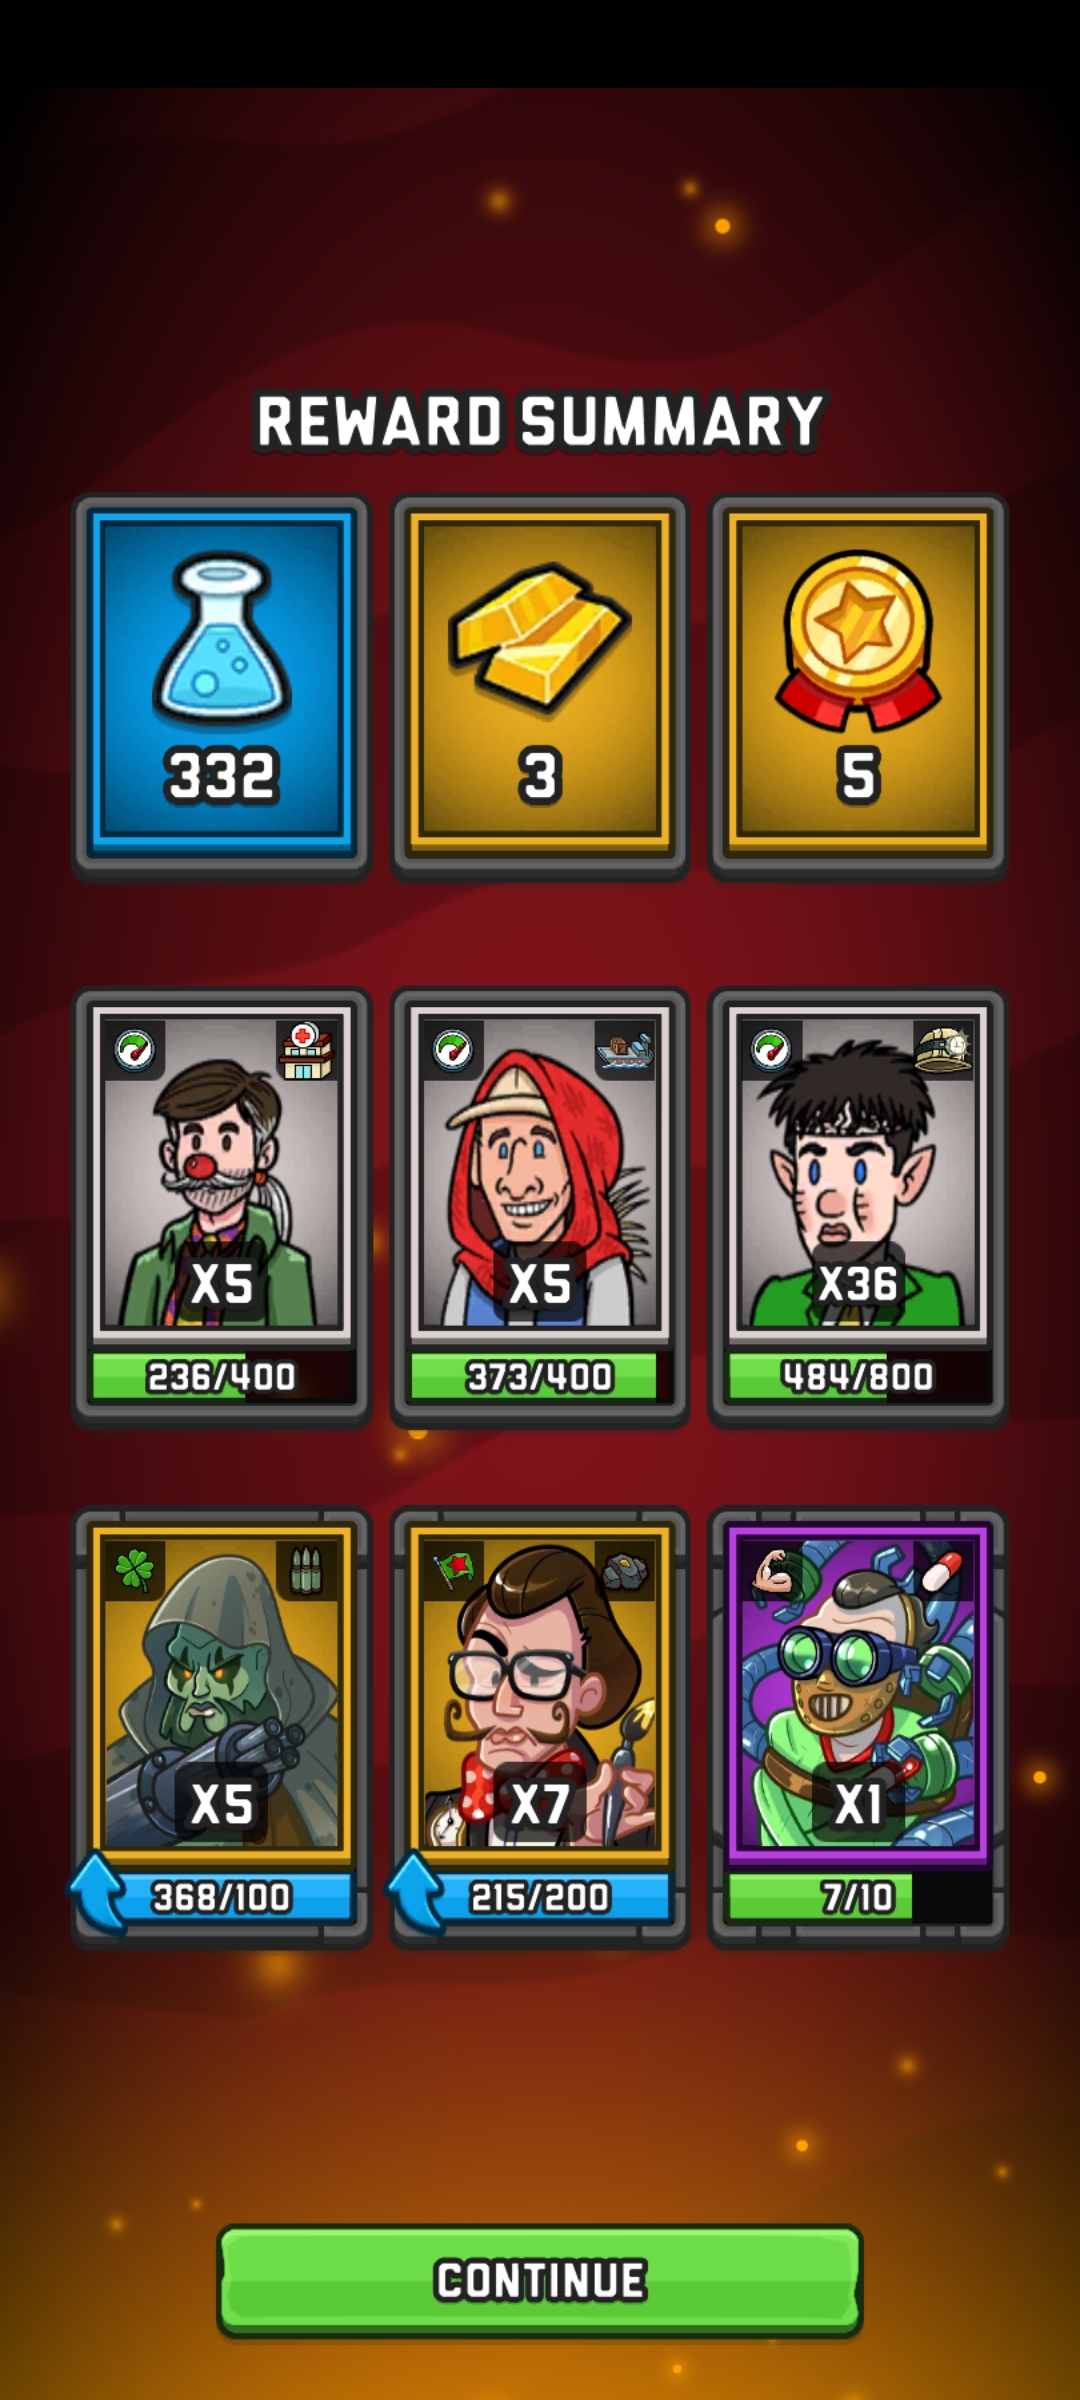 REWARD SUMMARY
332
3
5
X5
X5
X36
236/400
373/400
484/800
X5
X7
X1
368/100
215/200
7/10
CONTINUE